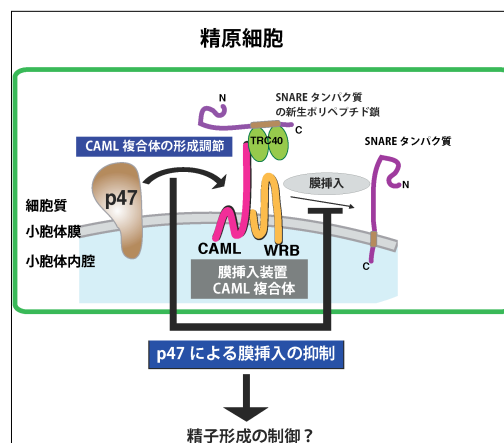 精原細胞
N
SNARE タンパク質
の新生ポリペプチド鎖
C
TRC40
CAML 複合体の形成調節
SNARE タンパク質
p47
膜挿入
N
細胞質
小胞体膜
小胞体内腔
CAML
WRB
C
膜挿入装置
CAML 複合体
p47 による膜挿入の抑制
精子形成の制御？